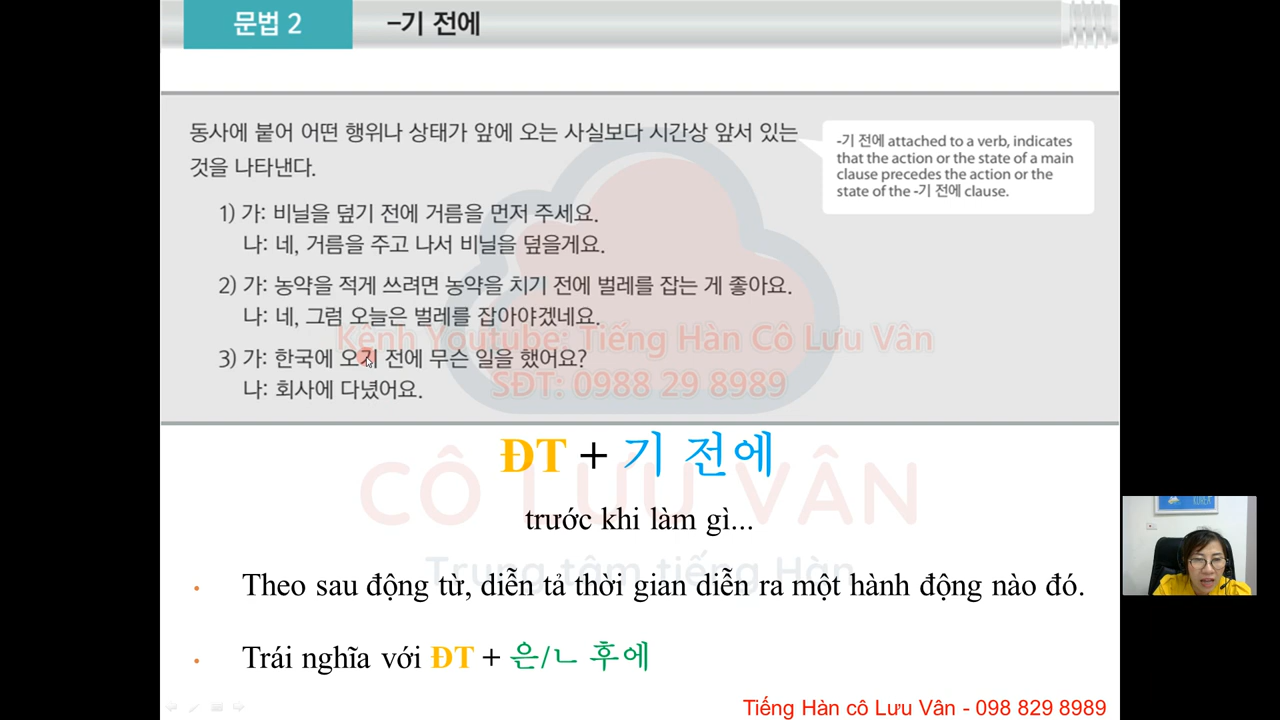 문법 2
–기 전에
동사에 붙어 어떤 행위나 상태가 앞에 오는 사실보다 시간상 앞서 있는
것을 나타낸다.
-기 전에 attached to a verb, indicates
that the action or the state of a main
clause precedes the action or the
state of the -기 전에 clause.
1) 가: 비닐을 덮기 전에 거름을 먼저 주세요.
나: 네, 거름을 주고 나서 비닐을 덮을게요.
2) 가: 농약을 적게 쓰려면 농약을 치기 전에 벌레를 잡는 게 좋아요.
나: 네, 그럼 오늘은 벌레를 잡아야겠네요.
Kênh Youtube: Tiếng Hàn Cô Lưu Vân
3) 가: 한국에 오기 전에 무슨 일을 했어요?
나: 회사에 다녔어요.
SĐT: 0988 29 8989
ĐT + 기 전에
CÔ LƯU VÂN
trước khi làm gì...
Trung tâm tiếng Hàn
• Theo sau động từ, diễn tả thời gian diễn ra một hành động nào đó.
• Trái nghĩa với ĐT + 은/ㄴ 후에
Tiếng Hàn cô Lưu Vân - 098 829 8989